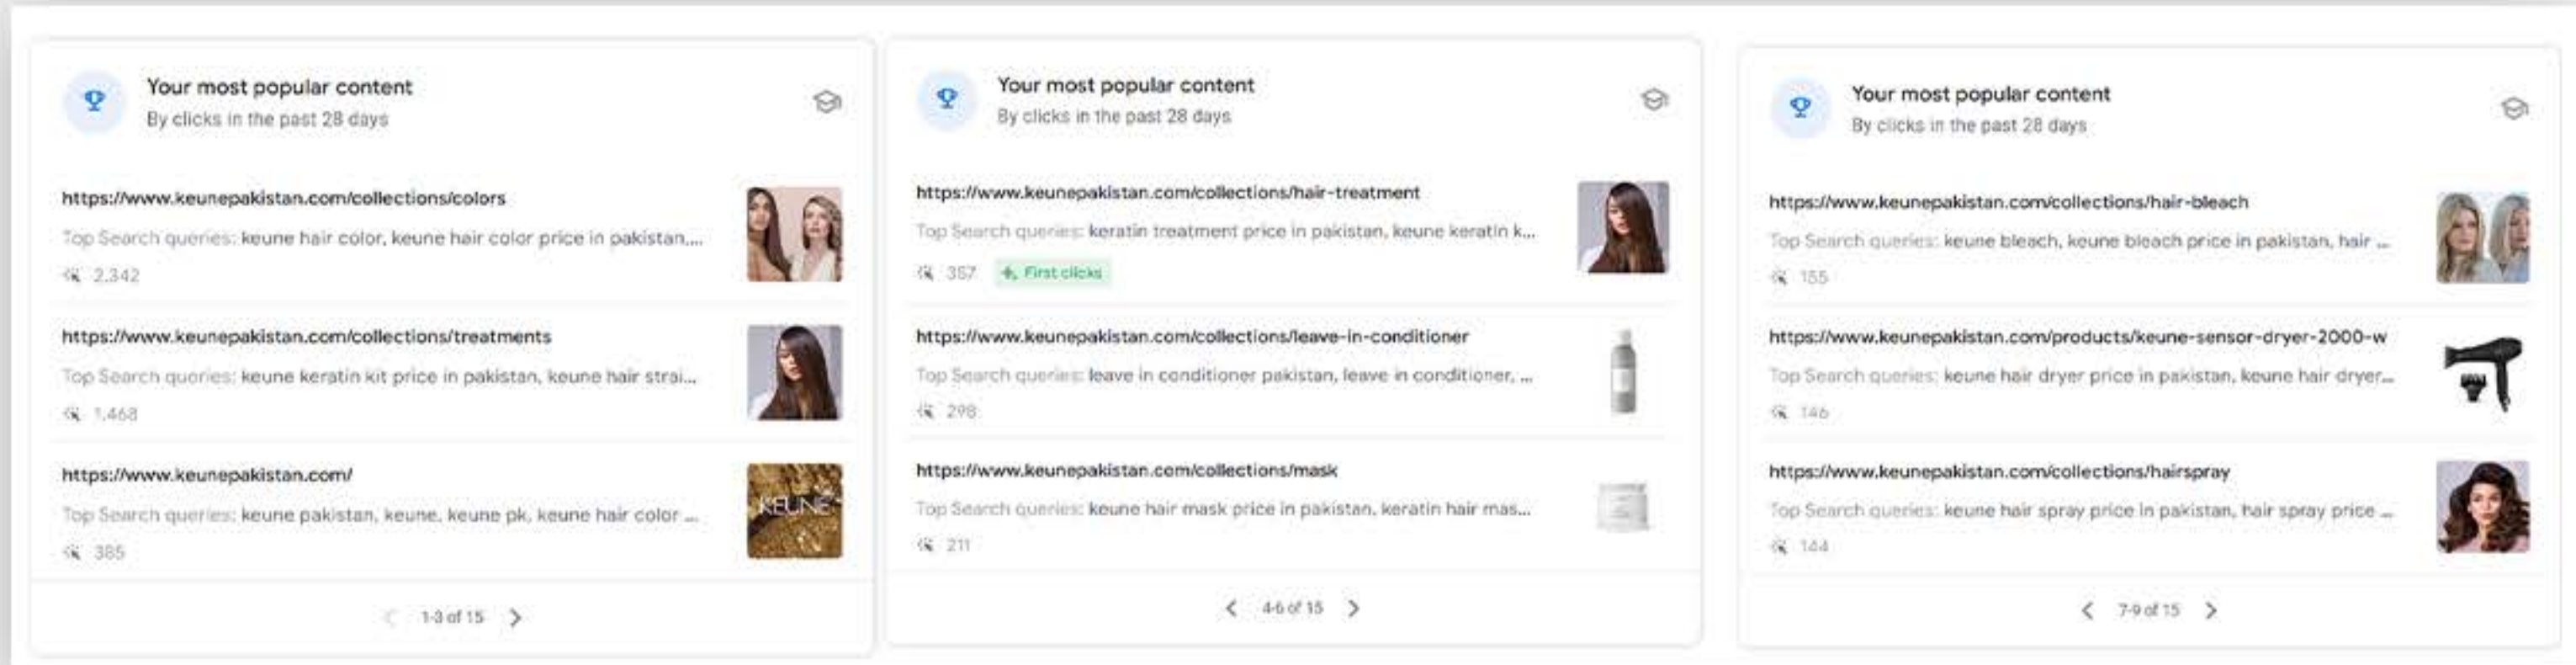 Your most popular content
By clicks in the past 28 days
https://www.keunepakistan.com/collections/colors
Top Search queries: keune hair color, keune hair color price in pakistan,...
2,342
https://www.keunepakistan.com/collections/treatments
Top Search queries: keune keratin kit price in pakistan, keune hair strai...
1,468
https://www.keunepakistan.com/
Top Search queries: keune pakistan, keune, keune pk, keune hair color ...
KEUNE
385
1-3 of 15
Your most popular content
By clicks in the past 28 days
https://www.keunepakistan.com/collections/hair-treatment
Top Search queries: keratin treatment price in pakistan, keune keratin k...
357 First clicks
https://www.keunepakistan.com/collections/leave-in-conditioner
Top Search queries: leave in conditioner pakistan, leave in conditioner, ...
298
https://www.keunepakistan.com/collections/mask
Top Search queries: keune hair mask price in pakistan, keratin hair mas...
211
4-6 of 15
Your most popular content
By clicks in the past 28 days
https://www.keunepakistan.com/collections/hair-bleach
Top Search queries: keune bleach, keune bleach price in pakistan, hair ...
155
https://www.keunepakistan.com/products/keune-sensor-dryer-2000-w
Top Search queries: keune hair dryer price in pakistan, keune hair dryer...
146
https://www.keunepakistan.com/collections/hairspray
Top Search queries: keune hair spray price in pakistan, hair spray price ...
144
7-9 of 15